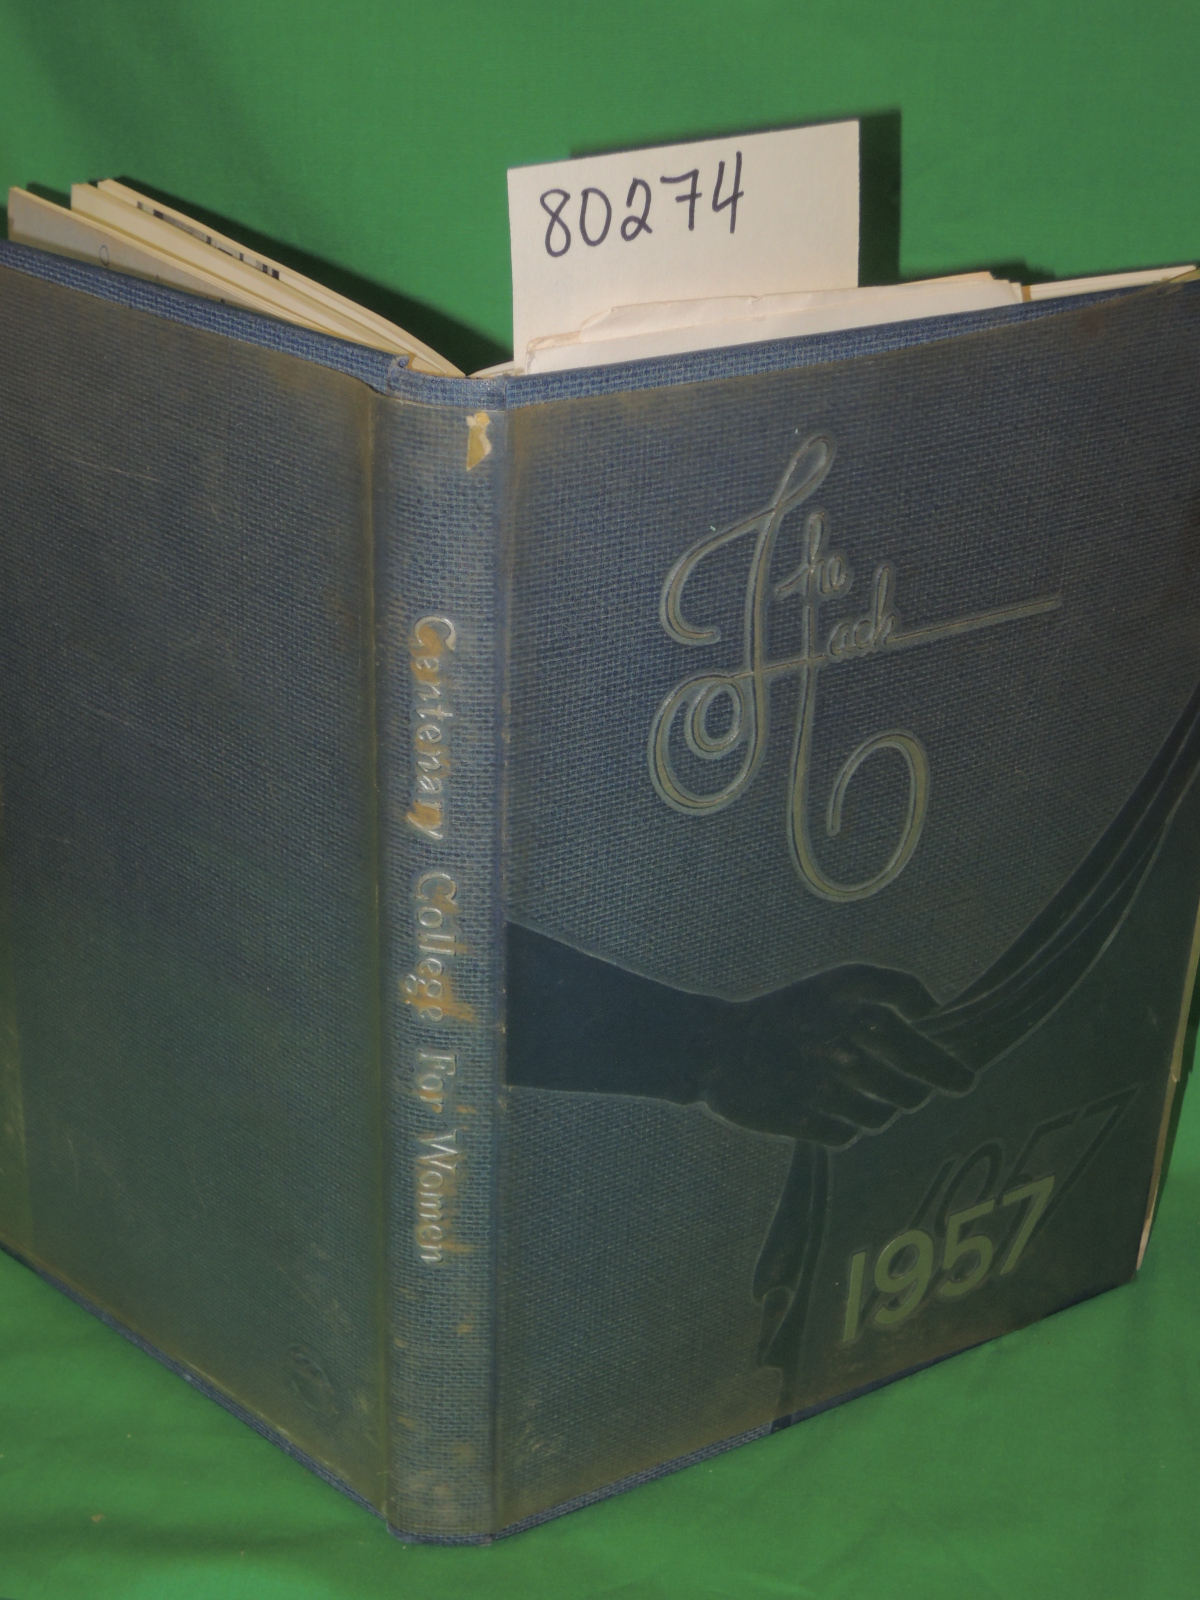 80274
The
Hack
1957
Centenary College For Women